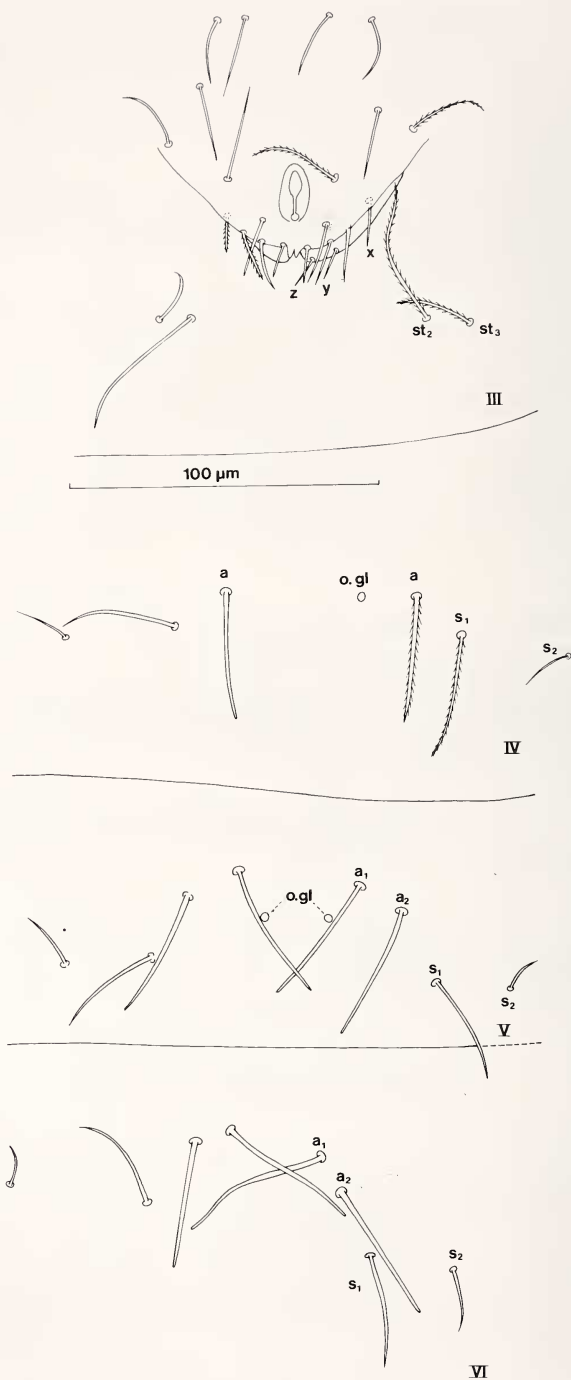 x
z y
st2 st3
III
100 µm
a o.gl a
s1
s2
IV
a1
o.gl a2
s1
s2
V
a1
a2
s2
s1
VI